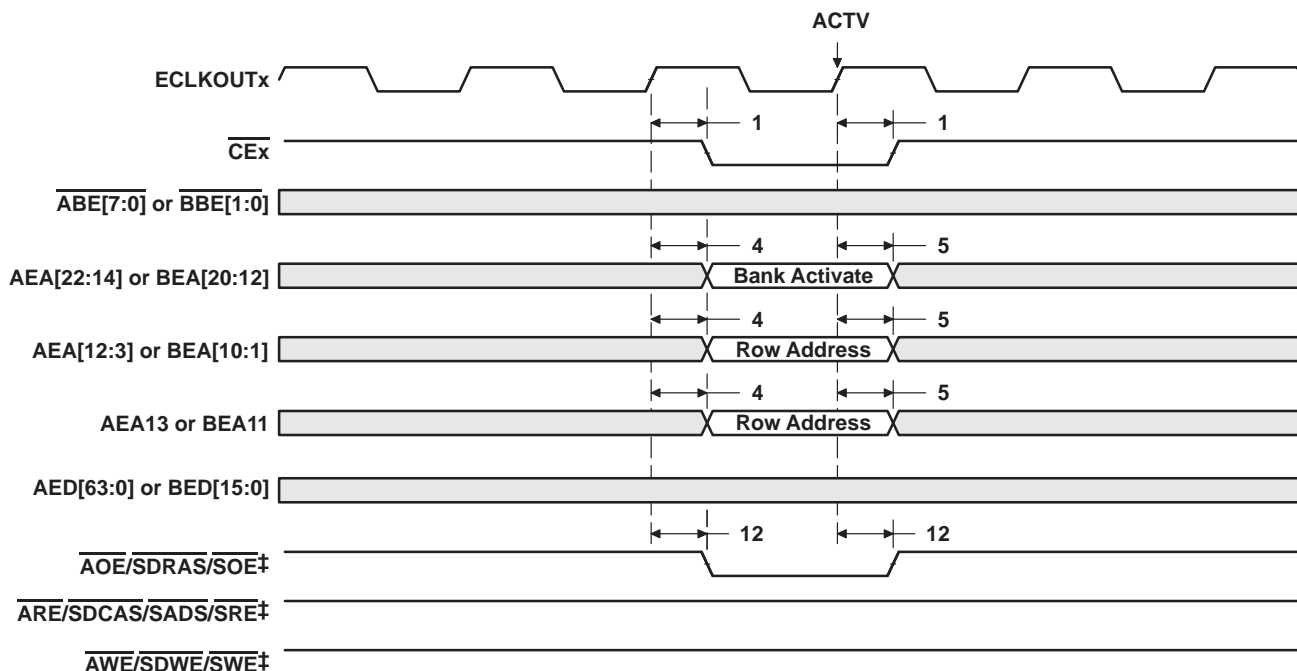 ACTV
ECLKOUTx
1 1
CEx
ABE[7:0] or BBE[1:0]
4 5
AEA[22:14] or BEA[20:12] Bank Activate
4 5
AEA[12:3] or BEA[10:1] Row Address
4 5
AEA13 or BEA11 Row Address
AED[63:0] or BED[15:0]
12 12
AOE/SDRAS/SOE‡
ARE/SDCAS/SADS/SRE‡
AWE/SDWE/SWE‡